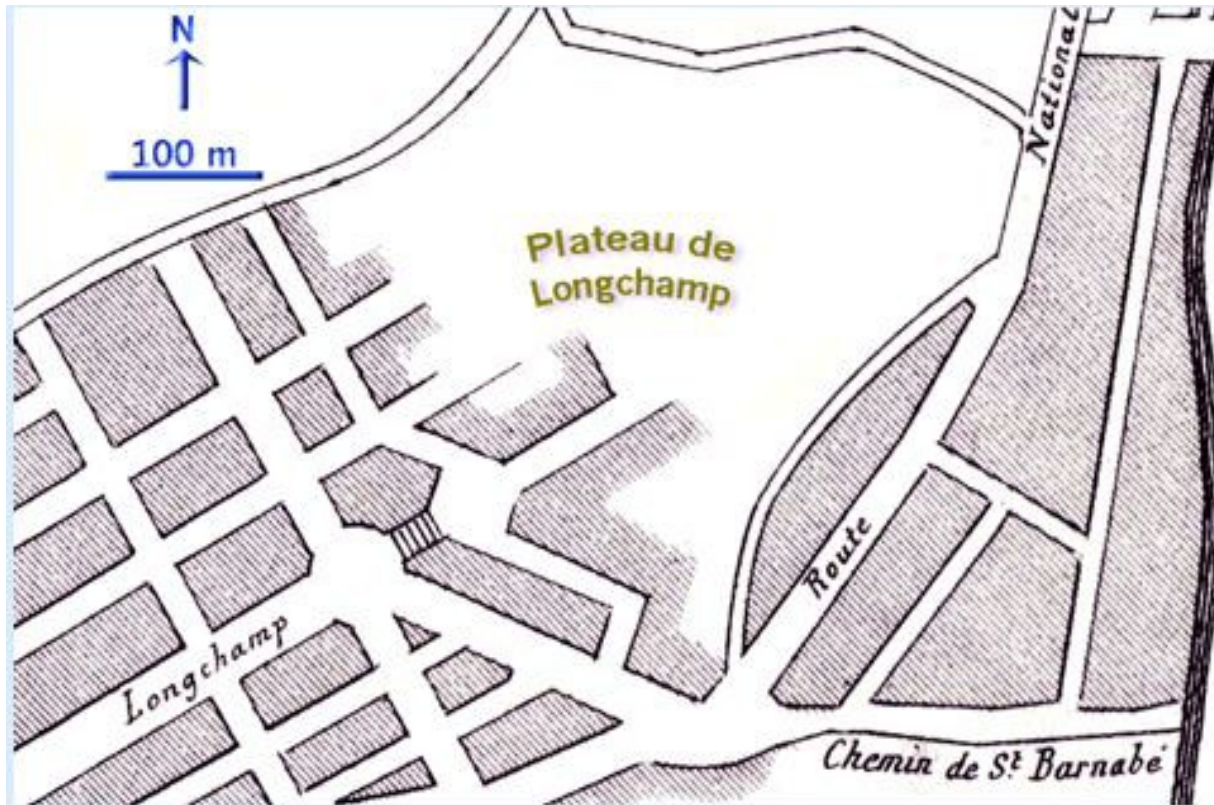 N
100 m
National
Plateau de
Longchamp
Route
Longchamp
Chemin de St Barnabé